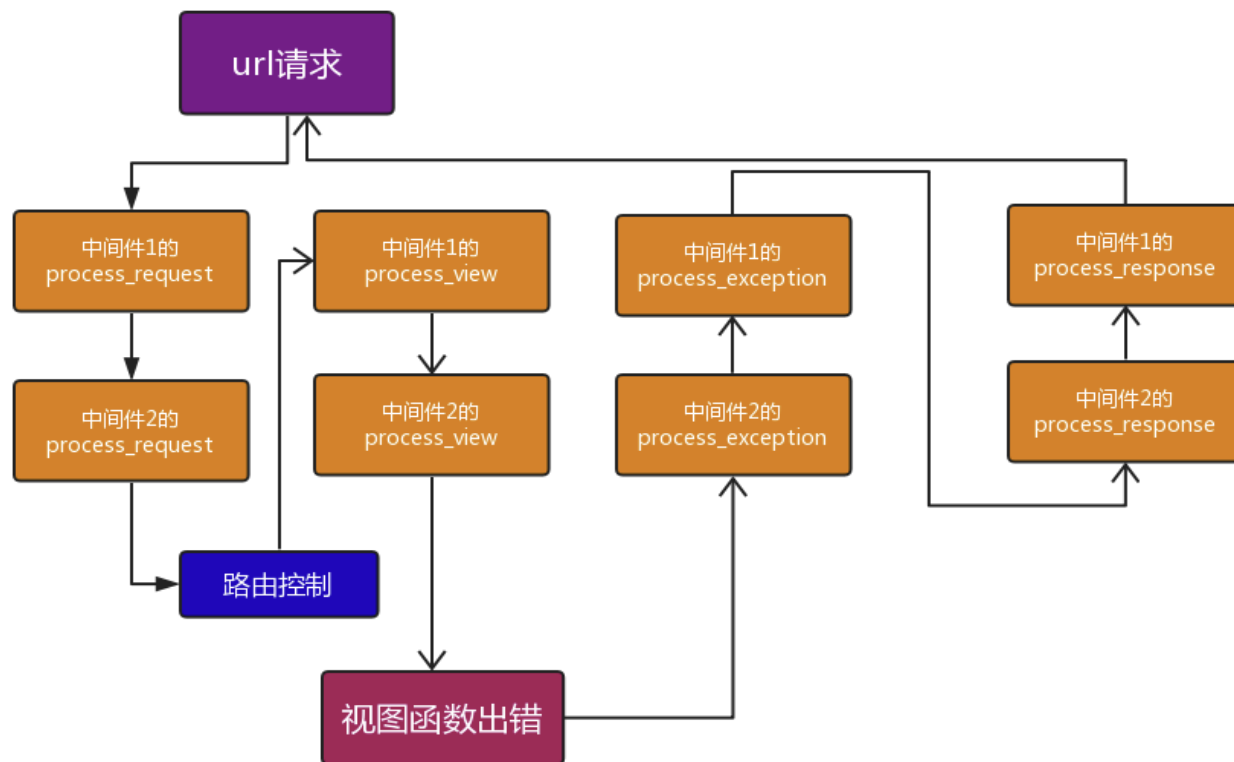 url请求
中间件1的
process_request
中间件1的
process_view
中间件1的
process_exception
中间件1的
process_response
中间件2的
process_request
中间件2的
process_view
中间件2的
process_exception
中间件2的
process_response
路由控制
视图函数出错